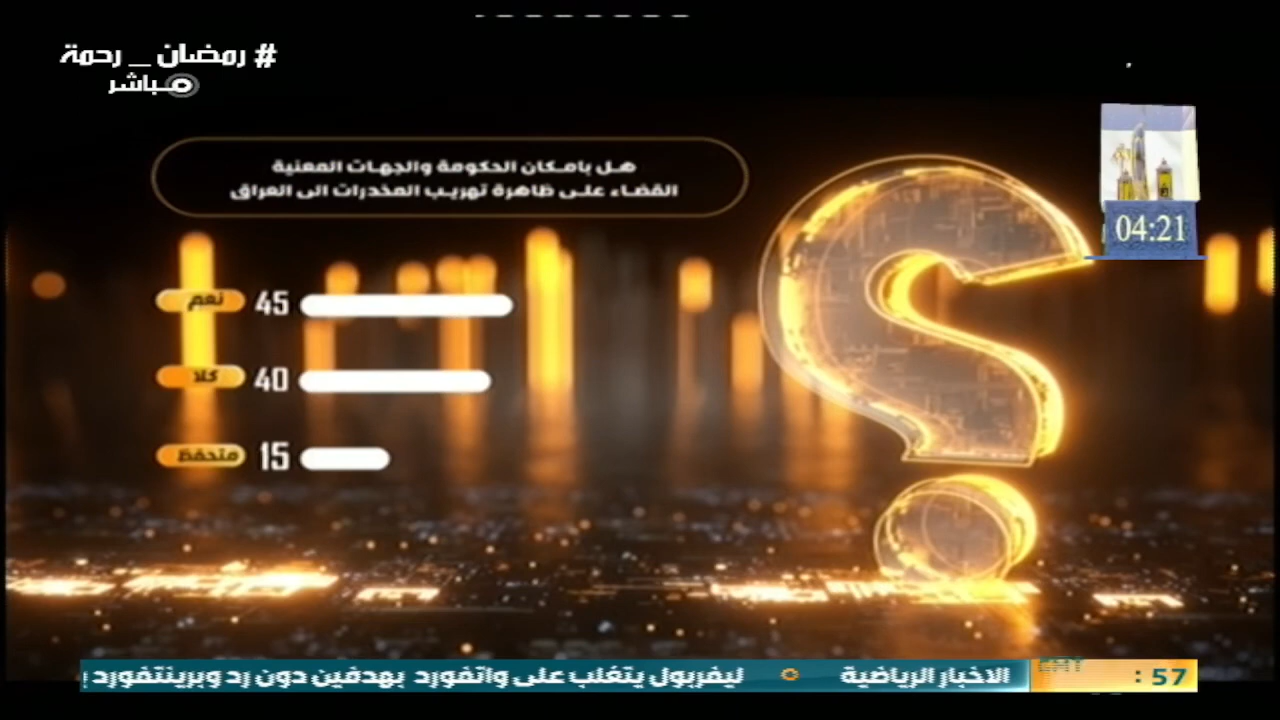 # رمضان _ رحمة
مباشر
هل بامكان الحكومة والجهات المعنية
القضاء على ظاهرة تهريب المخدرات الى العراق
نعم 45
كلا 40
متحفظ 15
04:21
الاخبار الرياضية ليفربول يتغلب على واتفورد بهدفين دون رد وبرينتفورد
: 57